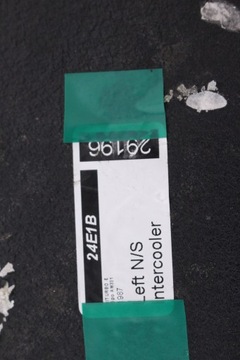 29196
24E1B
Left N/S
Intercooler